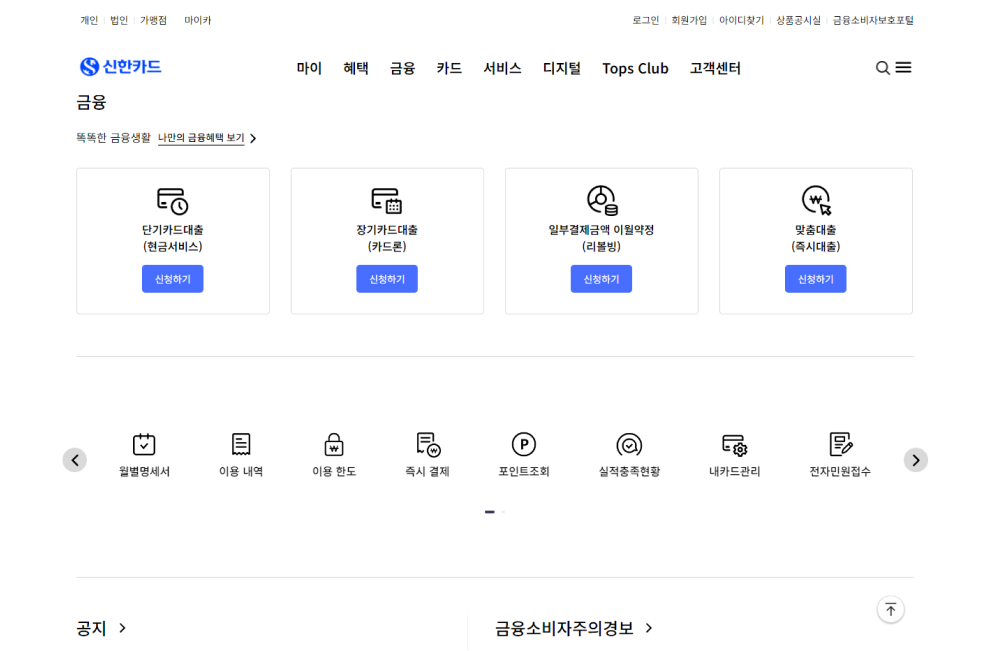 개인 법인 가맹점 마이카 로그인 회원가입 아이디찾기 상품공시실 금융소비자보호포털
신한카드 마이 혜택 금융 카드 서비스 디지털 Tops Club 고객센터
금융
똑똑한 금융생활 나만의 금융혜택 보기
단기카드대출
(현금서비스)
신청하기
장기카드대출
(카드론)
신청하기
일부결제금액 이월약정
(리볼빙)
신청하기
맞춤대출
(즉시대출)
신청하기
월별명세서 이용 내역 이용 한도 즉시 결제 포인트조회 실적충족현황 내카드관리 전자민원접수
공지 금융소비자주의경보